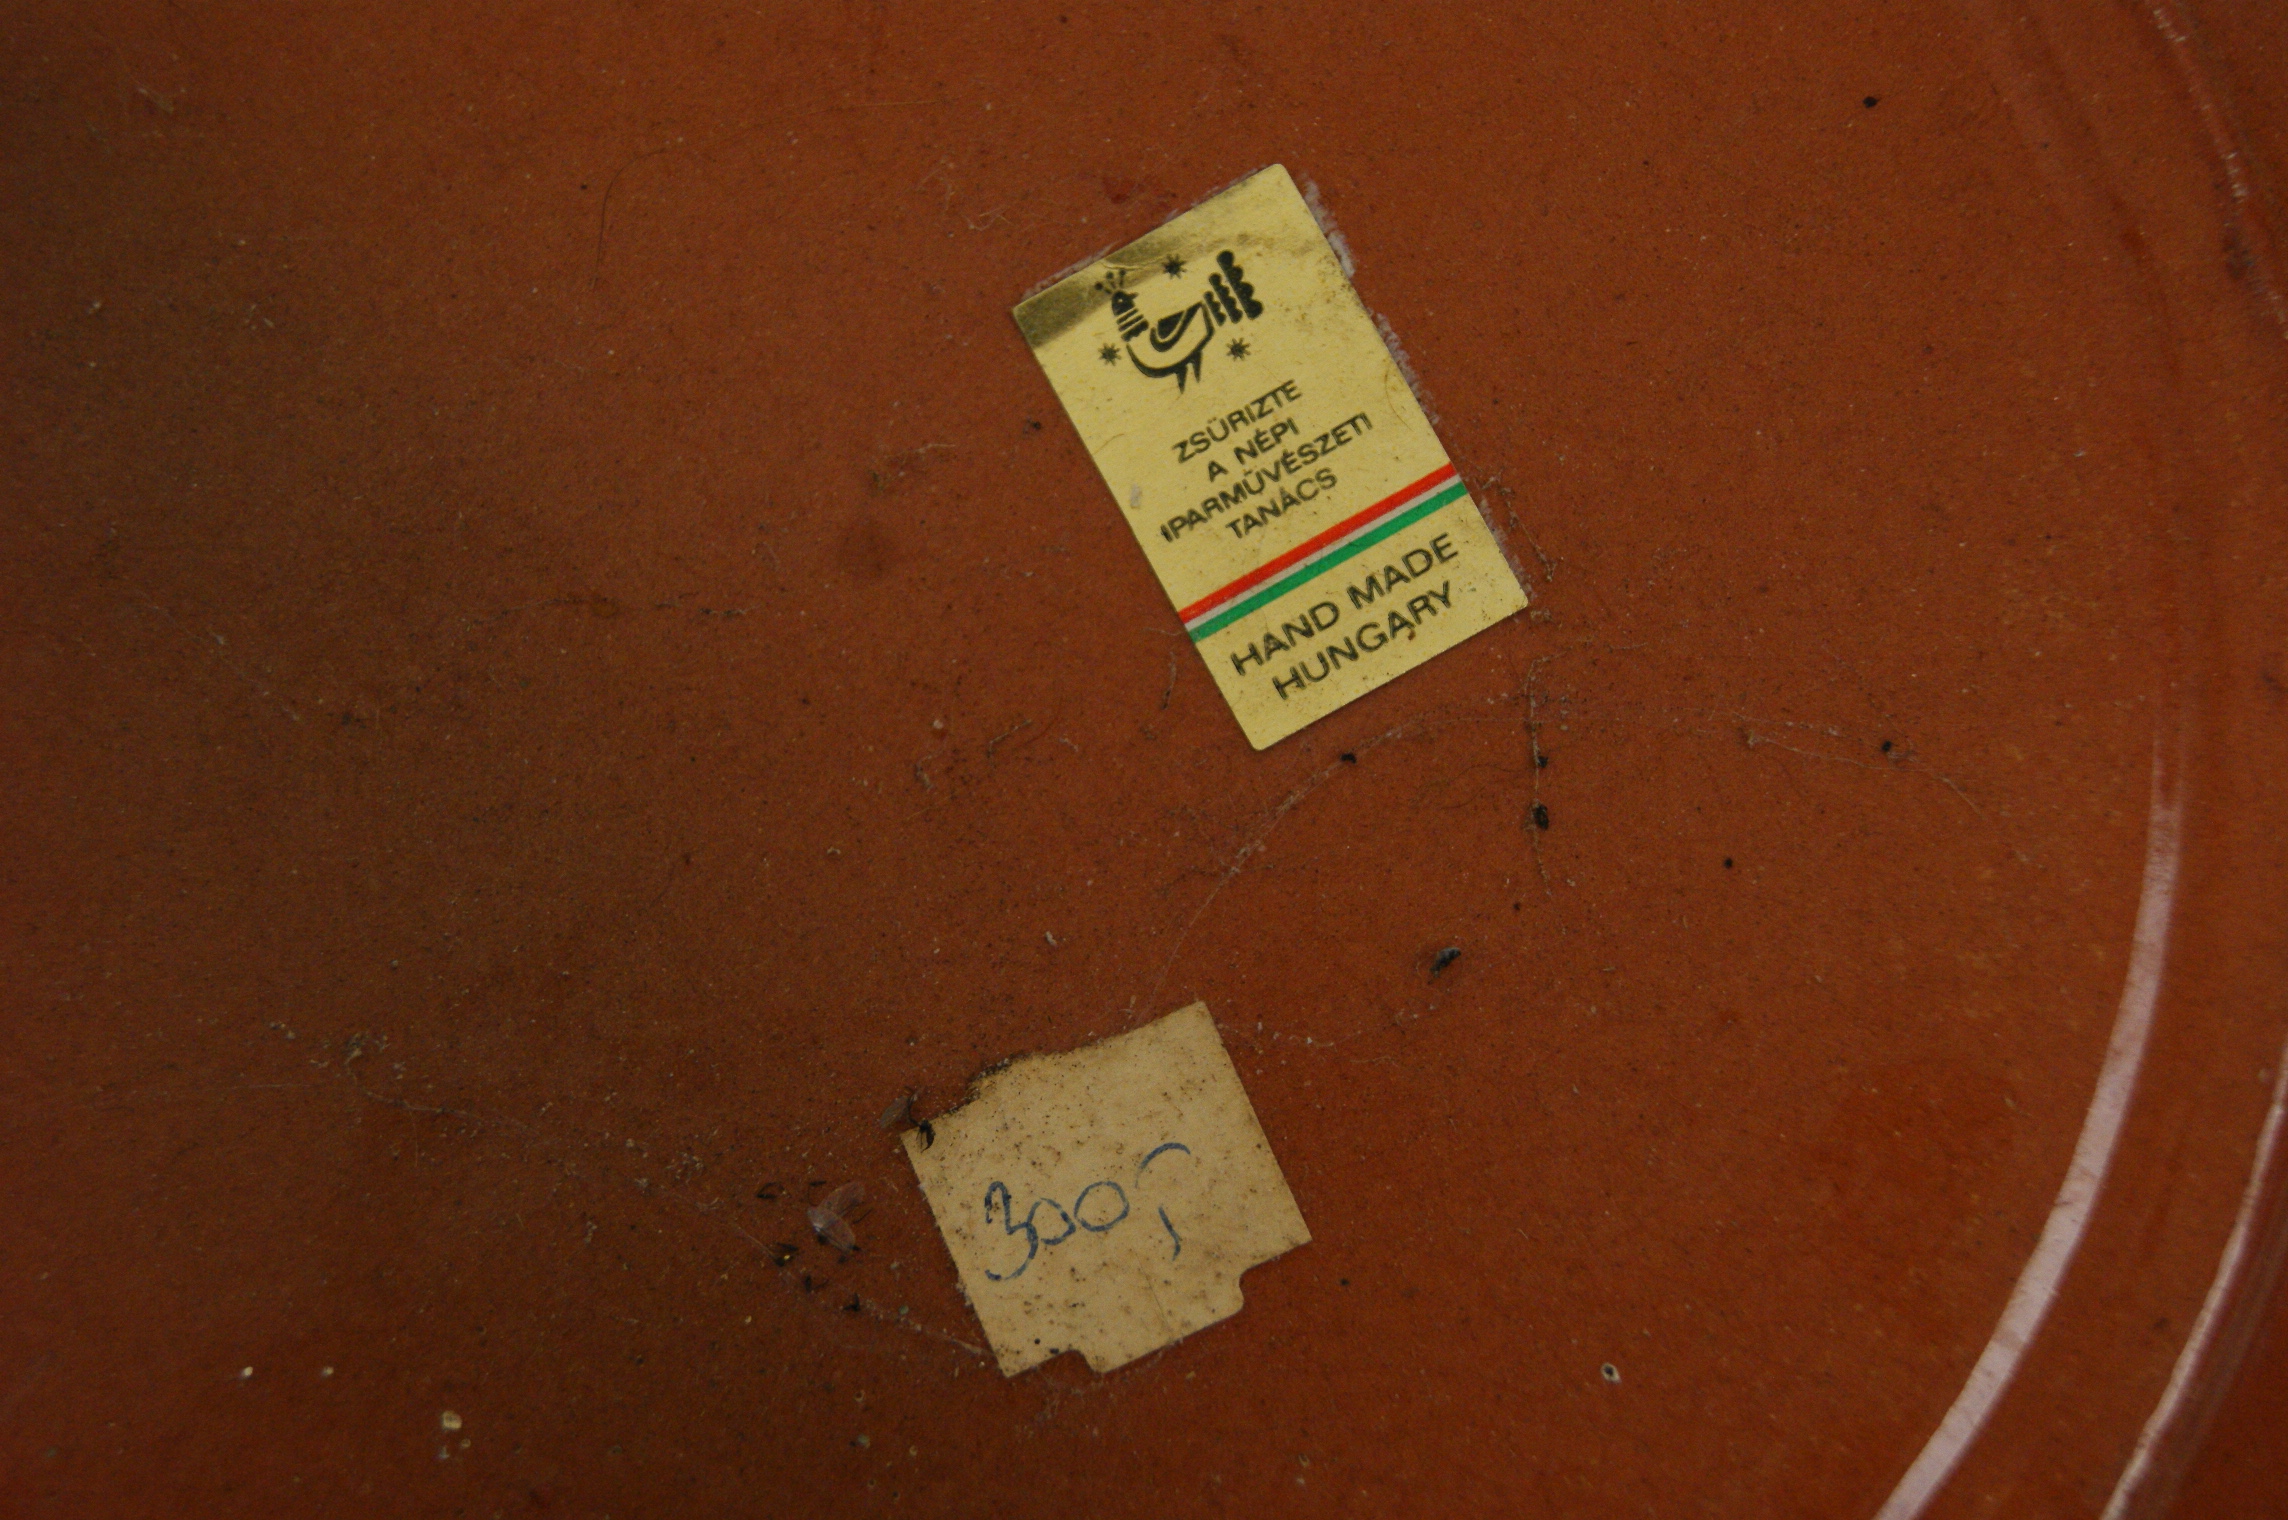 ZSŰRIZTE
A NÉPI
IPARMŰVÉSZETI
TANÁCS
HAND MADE
HUNGARY
300,